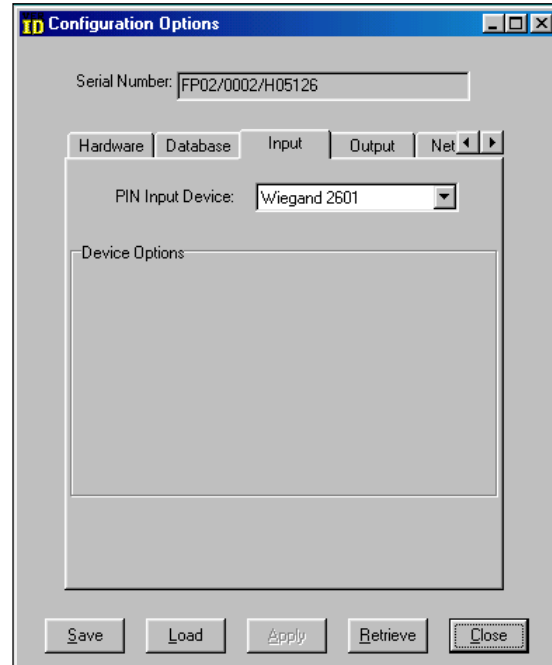 ID Configuration Options
Serial Number: FP02/0002/H05126
Hardware Database Input Output Net
PIN Input Device: Wiegand 2601
Device Options
Save Load Apply Retrieve Close